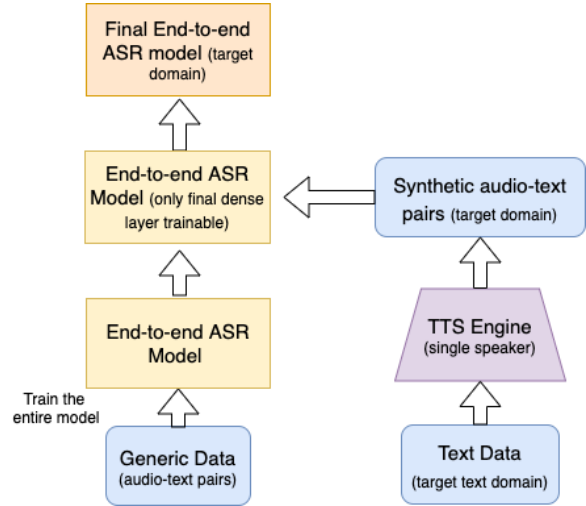 Final End-to-end
ASR model (target
domain)
End-to-end ASR
Model (only final dense
layer trainable)
Synthetic audio-text
pairs (target domain)
End-to-end ASR
Model
TTS Engine
(single speaker)
Train the
entire model
Generic Data
(audio-text pairs)
Text Data
(target text domain)